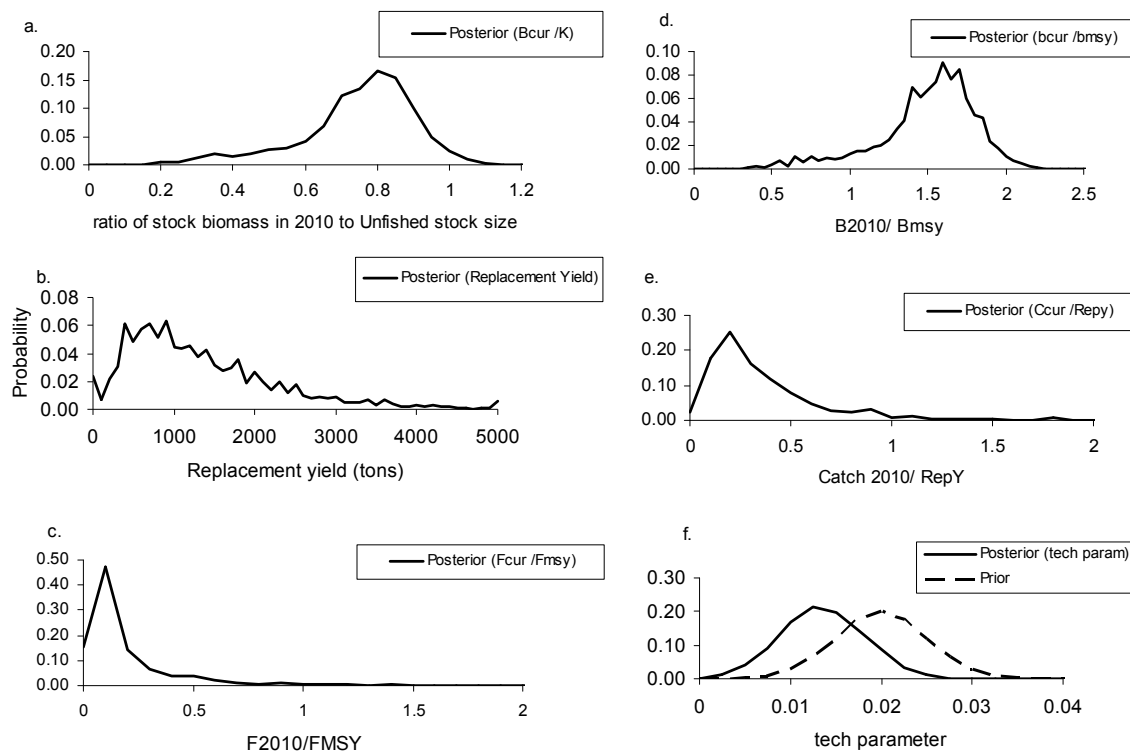 a.
Posterior (Bcur /K)
0.20
0.15
0.10
0.05
0.00
0 0.2 0.4 0.6 0.8 1 1.2
ratio of stock biomass in 2010 to Unfished stock size
b.
Posterior (Replacement Yield)
Probability
0.08
0.06
0.04
0.02
0.00
0 1000 2000 3000 4000 5000
Replacement yield (tons)
c.
Posterior (Fcur /Fmsy)
0.50
0.40
0.30
0.20
0.10
0.00
0 0.5 1 1.5 2
F2010/FMSY
d.
Posterior (bcur /bmsy)
0.10
0.08
0.06
0.04
0.02
0.00
0 0.5 1 1.5 2 2.5
B2010/ Bmsy
e.
Posterior (Ccur /Repy)
0.30
0.20
0.10
0.00
0 0.5 1 1.5 2
Catch 2010/ RepY
f.
Posterior (tech param)
Prior
0.30
0.20
0.10
0.00
0 0.01 0.02 0.03 0.04
tech parameter